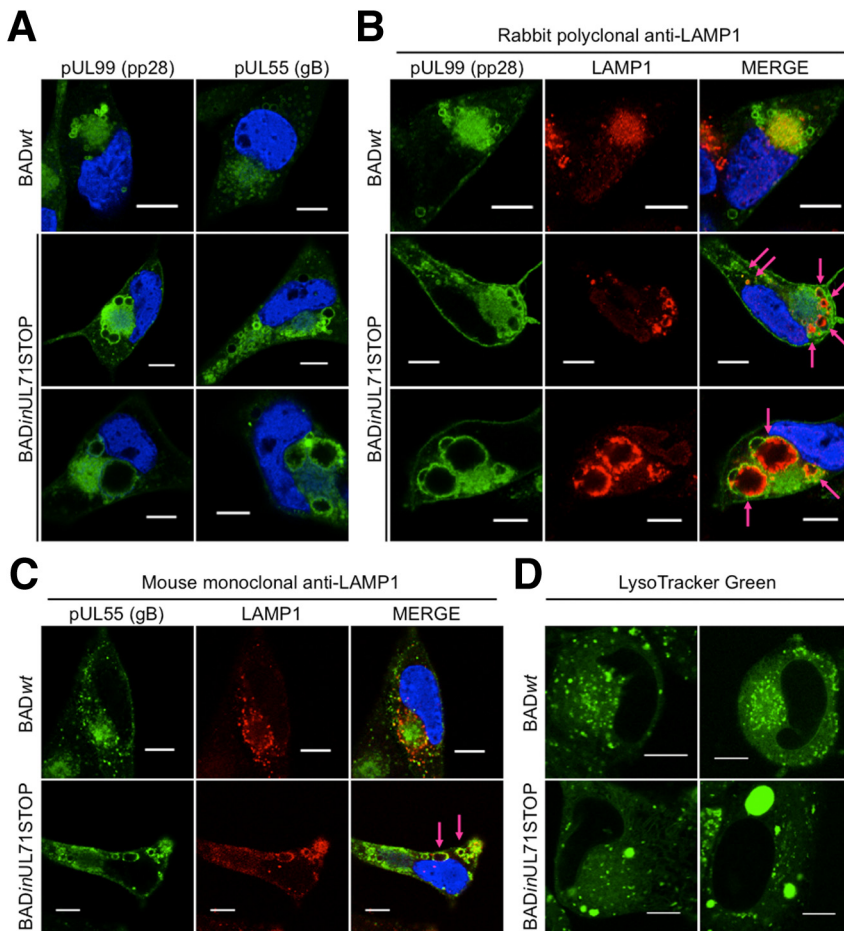 A
pUL99 (pp28) pUL55 (gB)
BADwt
BADinUL71STOP
B
Rabbit polyclonal anti-LAMP1
pUL99 (pp28) LAMP1 MERGE
BADwt
BADinUL71STOP
C
Mouse monoclonal anti-LAMP1
pUL55 (gB) LAMP1 MERGE
BADwt
BADinUL71STOP
D
LysoTracker Green
BADwt
BADinUL71STOP